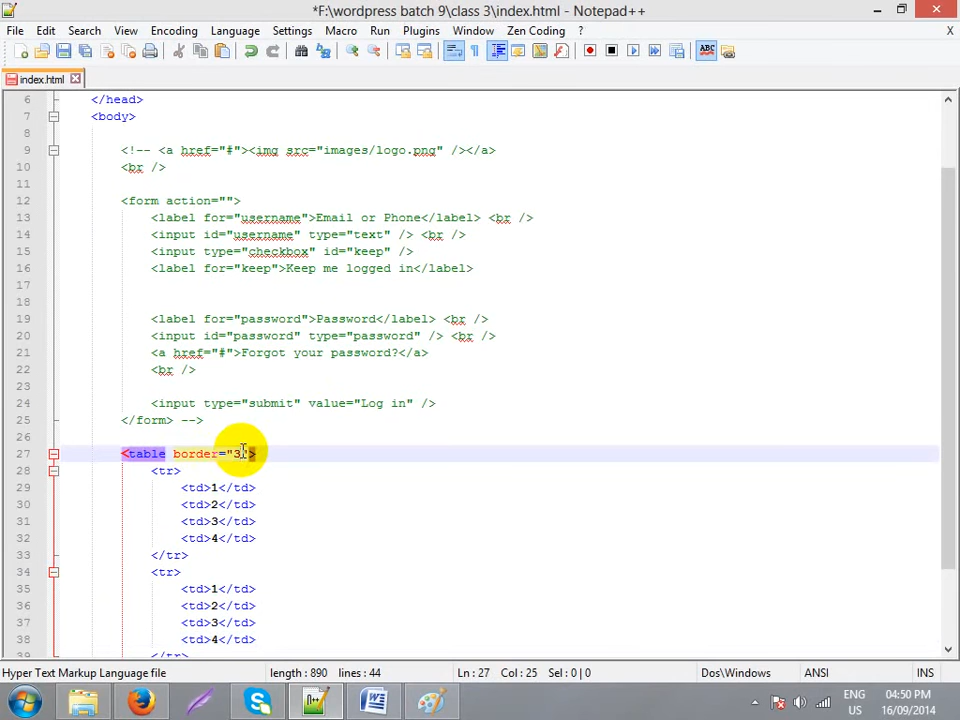 *F:\wordpress batch 9\class 3\index.html - Notepad++
File Edit Search View Encoding Language Settings Macro Run Plugins Window Zen Coding ? X
index.html
6 </head>
7 <body>
8
9 <!-- <a href="#"><img src="images/logo.png" /></a>
10 <br />
11
12 <form action="">
13 <label for="username">Email or Phone</label> <br />
14 <input id="username" type="text" /> <br />
15 <input type="checkbox" id="keep" />
16 <label for="keep">Keep me logged in</label>
17
18
19 <label for="password">Password</label> <br />
20 <input id="password" type="password" /> <br />
21 <a href="#">Forgot your password?</a>
22 <br />
23
24 <input type="submit" value="Log in" />
25 </form> -->
26
27 <table border="3">
28 <tr>
29 <td>1</td>
30 <td>2</td>
31 <td>3</td>
32 <td>4</td>
33 </tr>
34 <tr>
35 <td>1</td>
36 <td>2</td>
37 <td>3</td>
38 <td>4</td>
39 </tr>
Hyper Text Markup Language file length : 890 lines : 44 Ln : 27 Col : 25 Sel : 0 | 0 Dos\Windows ANSI INS
ENG 04:50 PM
US 16/09/2014